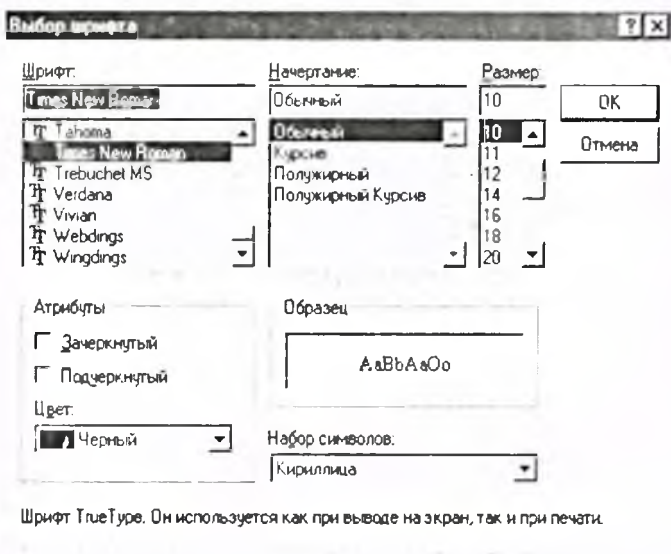 Выбор шрифта
Шрифт: Начертание: Размер:
Times New Roman Обычный 10 OK
Tahoma Обычный 10 Отмена
Times New Roman Курсив 11
Trebuchet MS Полужирный 12
Verdana Полужирный Курсив 14
Vivian 16
Webdings 18
Wingdings 20
Атрибуты Образец
Зачеркнутый
AaBbAaOo
Подчеркнутый
Цвет:
Черный
Набор символов:
Кириллица
Шрифт TrueType. Он используется как при выводе на экран, так и при печати.